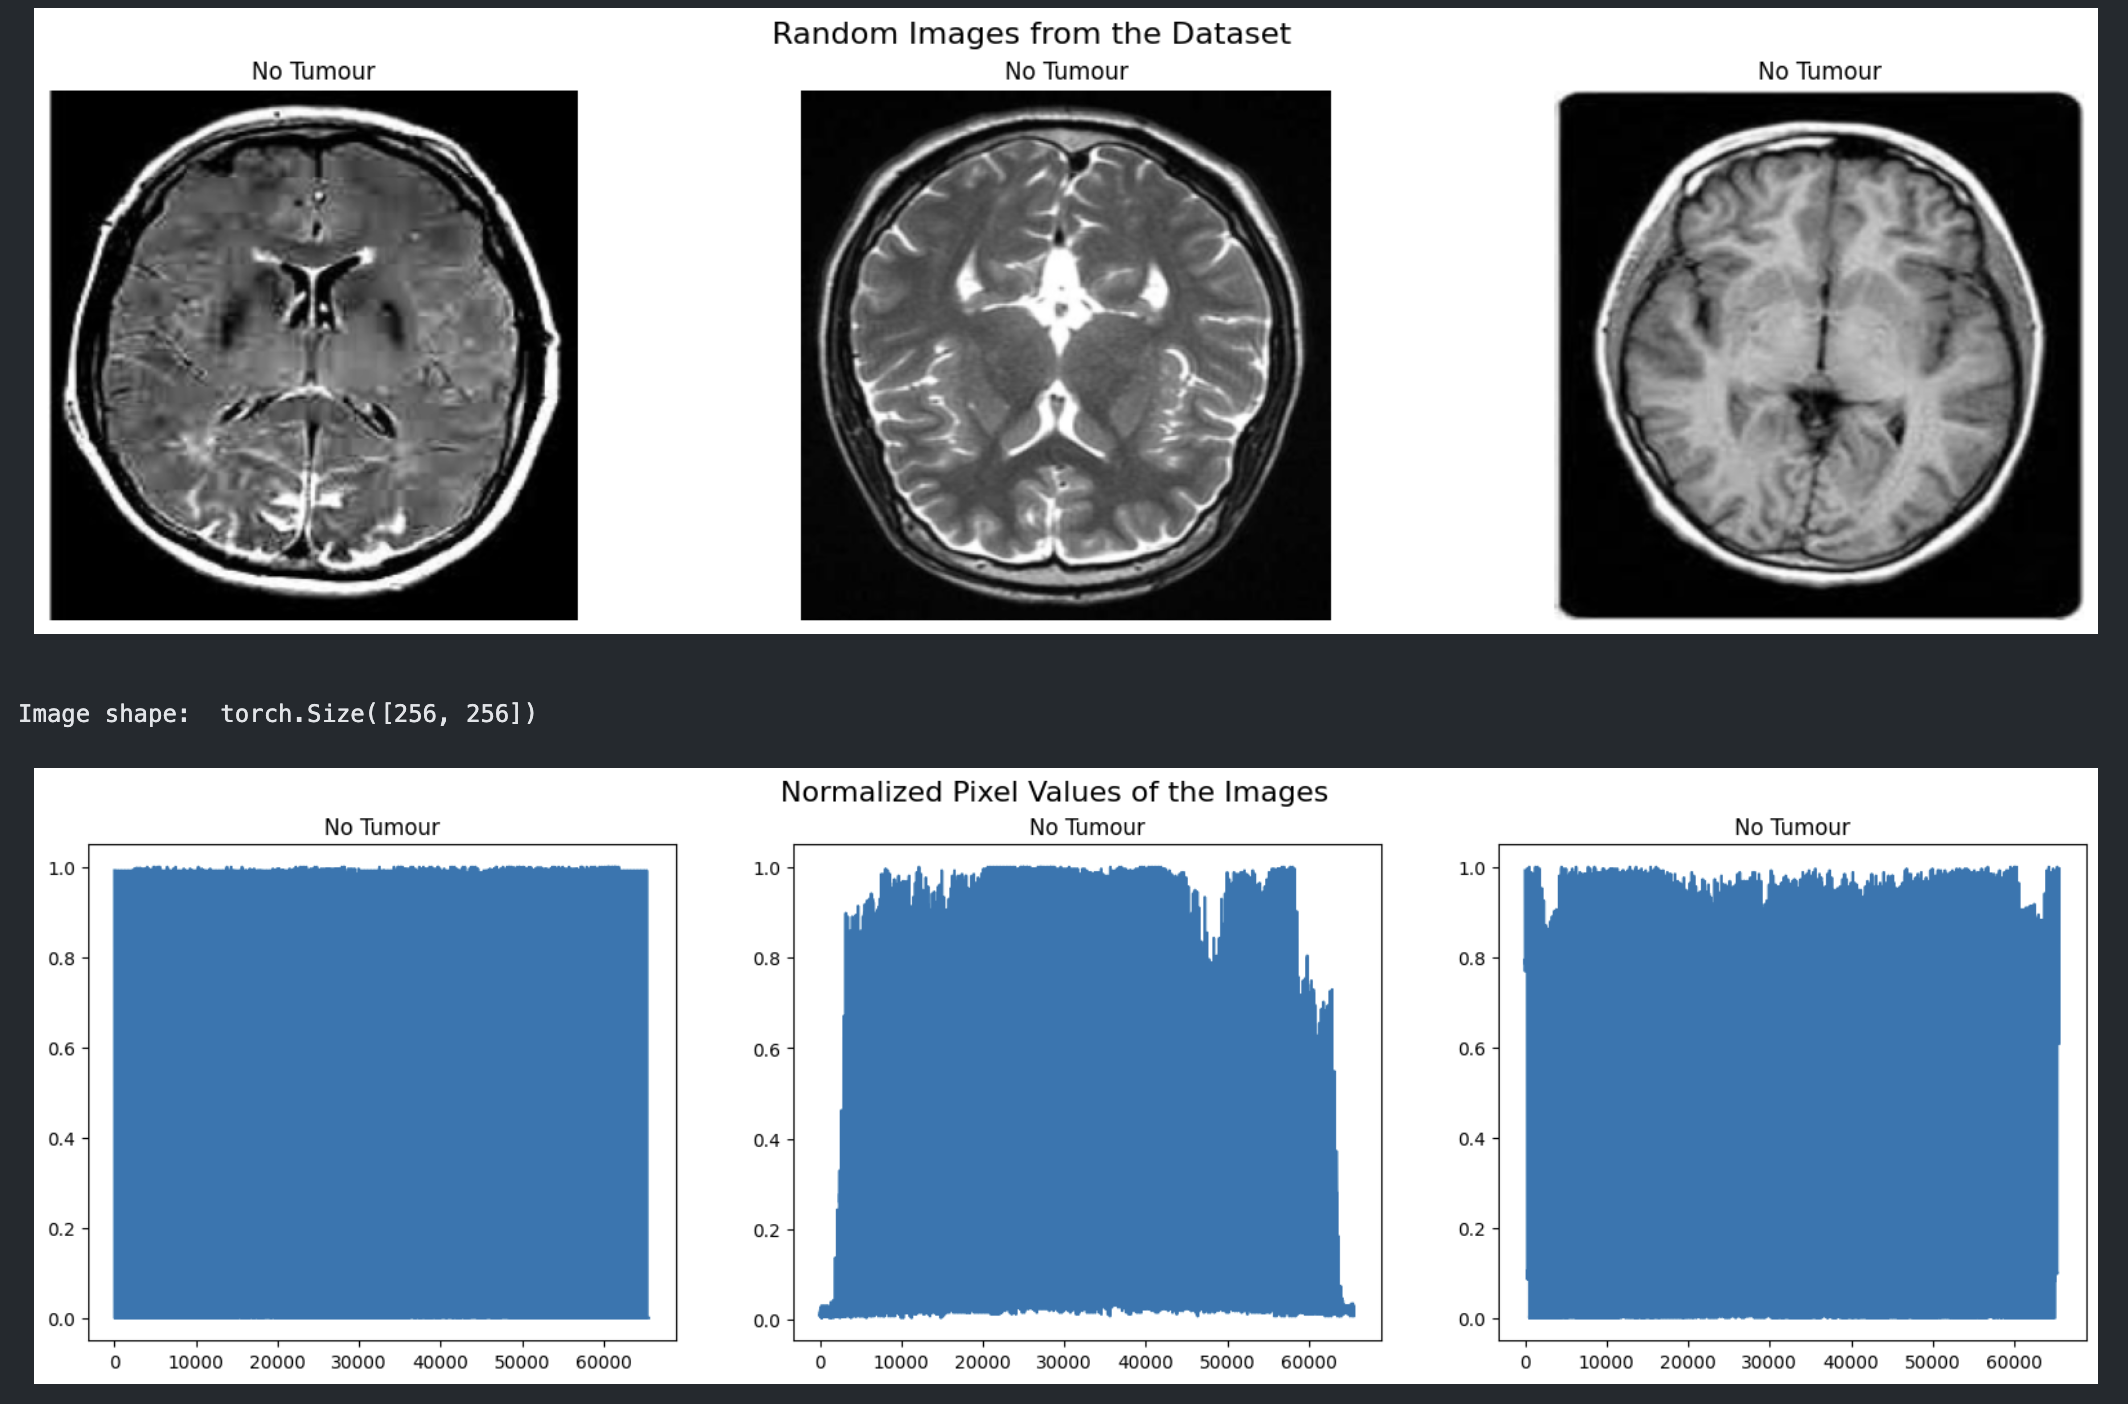 Random Images from the Dataset
No Tumour
No Tumour
No Tumour
Image shape:  torch.Size([256, 256])
Normalized Pixel Values of the Images
No Tumour
No Tumour
No Tumour
1.0
0.8
0.6
0.4
0.2
0.0
0 10000 20000 30000 40000 50000 60000
1.0
0.8
0.6
0.4
0.2
0.0
0 10000 20000 30000 40000 50000 60000
1.0
0.8
0.6
0.4
0.2
0.0
0 10000 20000 30000 40000 50000 60000